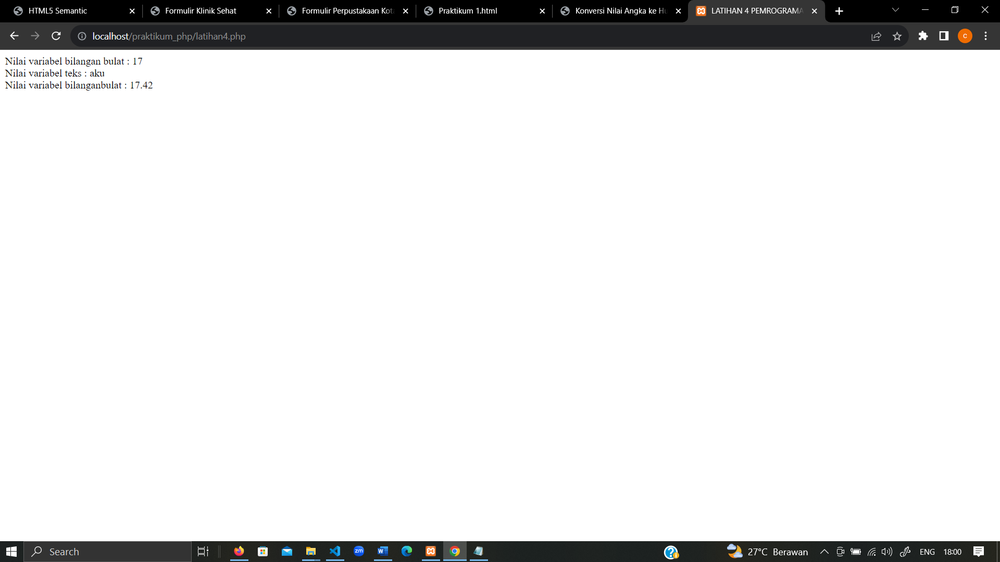 HTML5 Semantic
Formulir Klinik Sehat
Formulir Perpustakaan Kot
Praktikum 1.html
Konversi Nilai Angka ke Hu
LATIHAN 4 PEMROGRAMA
localhost/praktikum_php/latihan4.php
c
Nilai variabel bilangan bulat : 17
Nilai variabel teks : aku
Nilai variabel bilanganbulat : 17.42
Search
zm
W
27°C Berawan
ENG
18:00